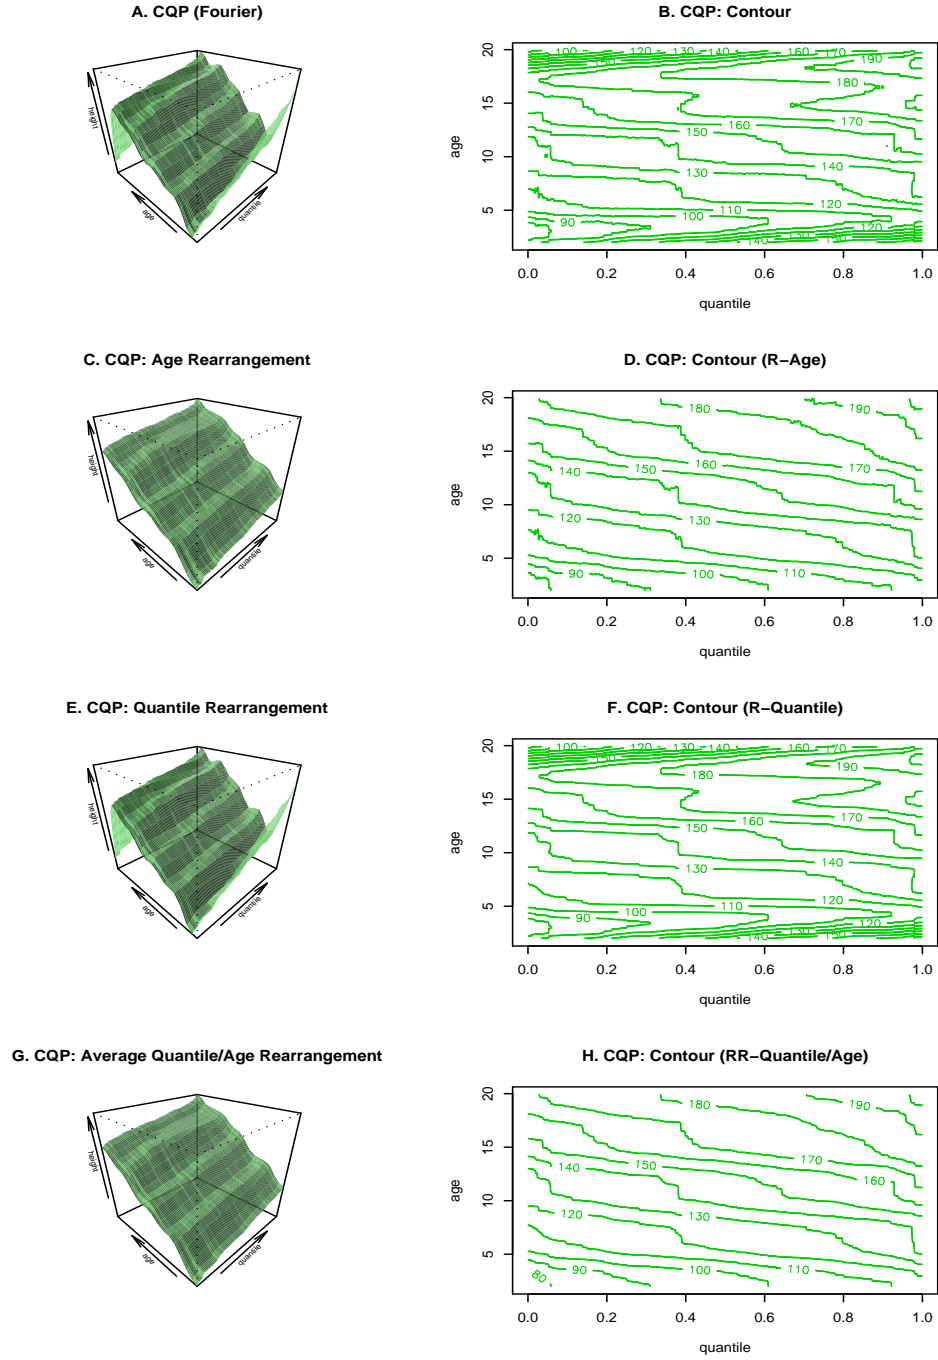 A. CQP (Fourier)
B. CQP: Contour
height
age
quantile
age
5 10 15 20
100 120 130 140 160 170
150 190
180
160 170
150
140
130
120
110
100
90 120
140 130 150
0.0 0.2 0.4 0.6 0.8 1.0
quantile
C. CQP: Age Rearrangement
D. CQP: Contour (R−Age)
height
age
quantile
age
5 10 15 20
180 190
160
140 150 170
120 130
90 100 110
0.0 0.2 0.4 0.6 0.8 1.0
quantile
E. CQP: Quantile Rearrangement
F. CQP: Contour (R−Quantile)
height
age
quantile
age
5 10 15 20
100 120 130 140 160 170
150 190
180
160 170
150
140
130
120
110
100
90 120
140 130 150
0.0 0.2 0.4 0.6 0.8 1.0
quantile
G. CQP: Average Quantile/Age Rearrangement
H. CQP: Contour (RR−Quantile/Age)
height
age
quantile
age
5 10 15 20
180 190
140 150 170 160
120 130
80 90 100 110
0.0 0.2 0.4 0.6 0.8 1.0
quantile